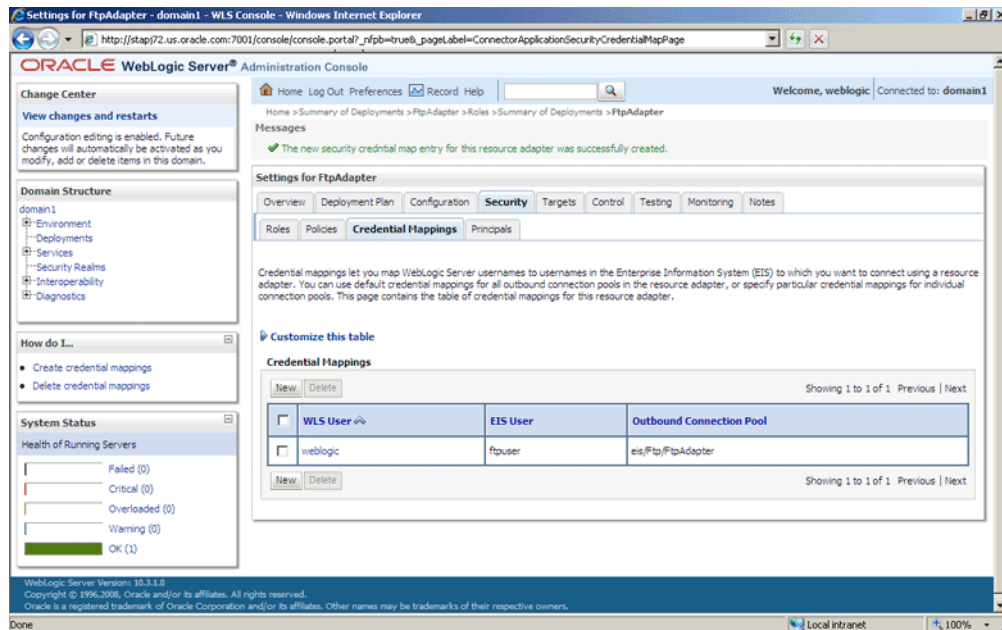 Settings for FtpAdapter - domain1 - WLS Console - Windows Internet Explorer
http://stapj72.us.oracle.com:7001/console/console.portal?_nfpb=true&_pageLabel=ConnectorApplicationSecurityCredentialMapPage
ORACLE WebLogic Server® Administration Console
Change Center
View changes and restarts
Configuration editing is enabled. Future
changes will automatically be activated as you
modify, add or delete items in this domain.
Domain Structure
domain1
Environment
Deployments
Services
Security Realms
Interoperability
Diagnostics
How do I...
Create credential mappings
Delete credential mappings
System Status
Health of Running Servers
Failed (0)
Critical (0)
Overloaded (0)
Warning (0)
OK (1)
Home Log Out Preferences Record Help
Welcome, weblogic Connected to: domain1
Home >Summary of Deployments >FtpAdapter >Roles >Summary of Deployments >FtpAdapter
Messages
The new security credntial map entry for this resource adapter was successfully created.
Settings for FtpAdapter
Overview Deployment Plan Configuration Security Targets Control Testing Monitoring Notes
Roles Policies Credential Mappings Principals
Credential mappings let you map WebLogic Server usernames to usernames in the Enterprise Information System (EIS) to which you want to connect using a resource
adapter. You can use default credential mappings for all outbound connection pools in the resource adapter, or specify particular credential mappings for individual
connection pools. This page contains the table of credential mappings for this resource adapter.
Customize this table
Credential Mappings
New Delete Showing 1 to 1 of 1 Previous | Next
WLS User EIS User Outbound Connection Pool
weblogic ftpuser eis/Ftp/FtpAdapter
New Delete Showing 1 to 1 of 1 Previous | Next
WebLogic Server Version: 10.3.1.0
Copyright © 1996,2008, Oracle and/or its affiliates. All rights reserved.
Oracle is a registered trademark of Oracle Corporation and/or its affiliates. Other names may be trademarks of their respective owners.
Done Local intranet 100%